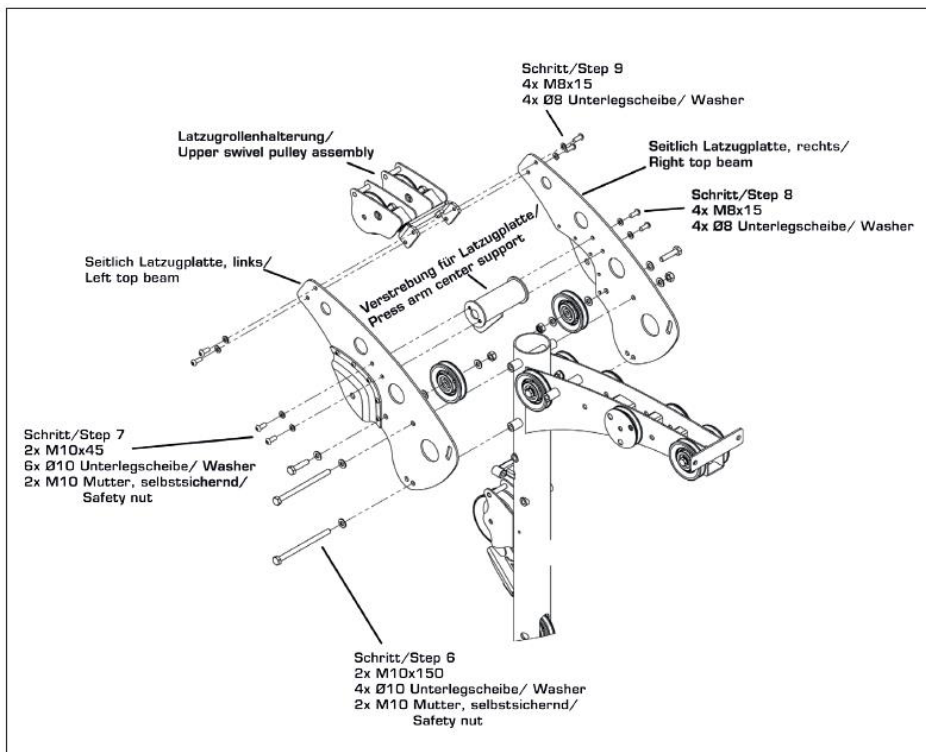 Schritt/Step 9
4x M8x15
4x Ø8 Unterlegscheibe/ Washer
Latzugrollenhalterung/
Upper swivel pulley assembly
Seitlich Latzugplatte, rechts/
Right top beam
Schritt/Step 8
4x M8x15
4x Ø8 Unterlegscheibe/ Washer
Verstrebung für Latzugplatte/
Press arm center support
Seitlich Latzugplatte, links/
Left top beam
Schritt/Step 7
2x M10x45
6x Ø10 Unterlegscheibe/ Washer
2x M10 Mutter, selbstsichernd/
Safety nut
Schritt/Step 6
2x M10x150
4x Ø10 Unterlegscheibe/ Washer
2x M10 Mutter, selbstsichernd/
Safety nut